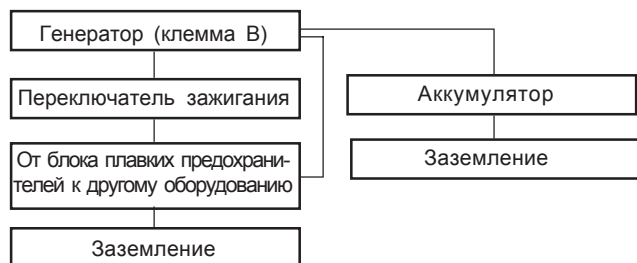 Генератор (клемма В)
Переключатель зажигания
От блока плавких предохрани-
телей к другому оборудованию
Заземление
Аккумулятор
Заземление